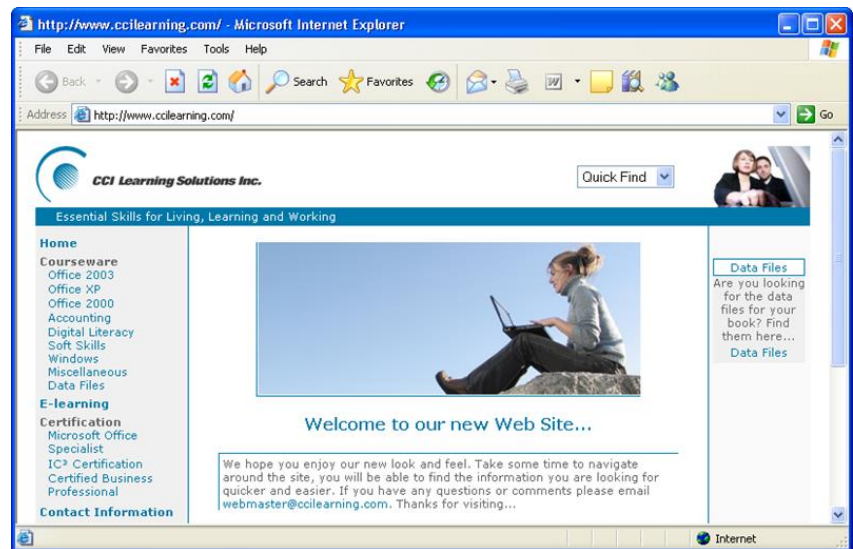 http://www.ccilearning.com/ - Microsoft Internet Explorer
File Edit View Favorites Tools Help
Back Search Favorites
Address http://www.ccilearning.com/ Go
CCI Learning Solutions Inc.
Quick Find
Essential Skills for Living, Learning and Working
Home
Courseware
Office 2003
Office XP
Office 2000
Accounting
Digital Literacy
Soft Skills
Windows
Miscellaneous
Data Files
E-learning
Certification
Microsoft Office
Specialist
IC³ Certification
Certified Business
Professional
Contact Information
Welcome to our new Web Site...
We hope you enjoy our new look and feel. Take some time to navigate
around the site, you will be able to find the information you are looking for
quicker and easier. If you have any questions or comments please email
webmaster@ccilearning.com. Thanks for visiting...
Data Files
Are you looking
for the data
files for your
book? Find
them here...
Data Files
Internet